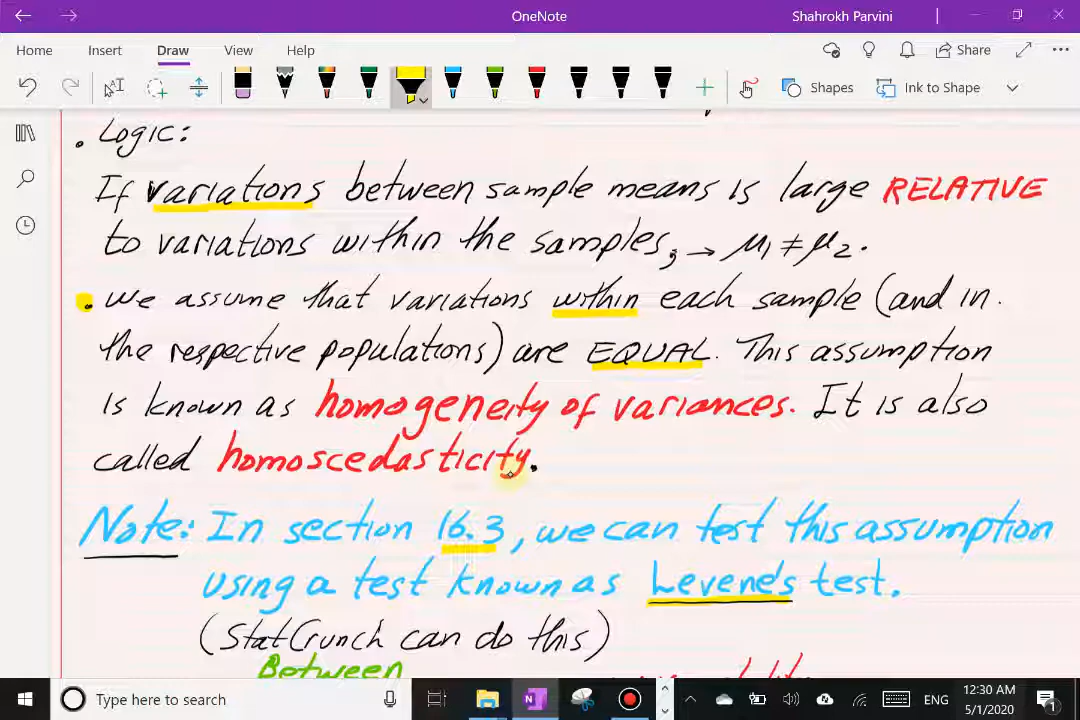 OneNote
Shahrokh Parvini
Home Insert Draw View Help
Share
Shapes
Ink to Shape
. Logic:
If variations between sample means is large RELATIVE
to variations within the samples; → μ1 ≠ μ2.
. We assume that variations within each sample (and in
the respective populations) are EQUAL. This assumption
is known as homogeneity of variances. It is also
called homoscedasticity.
Note: In section 16.3, we can test this assumption
using a test known as Levene's test.
(StatCrunch can do this)
Between
Type here to search
ENG
12:30 AM
5/1/2020
1